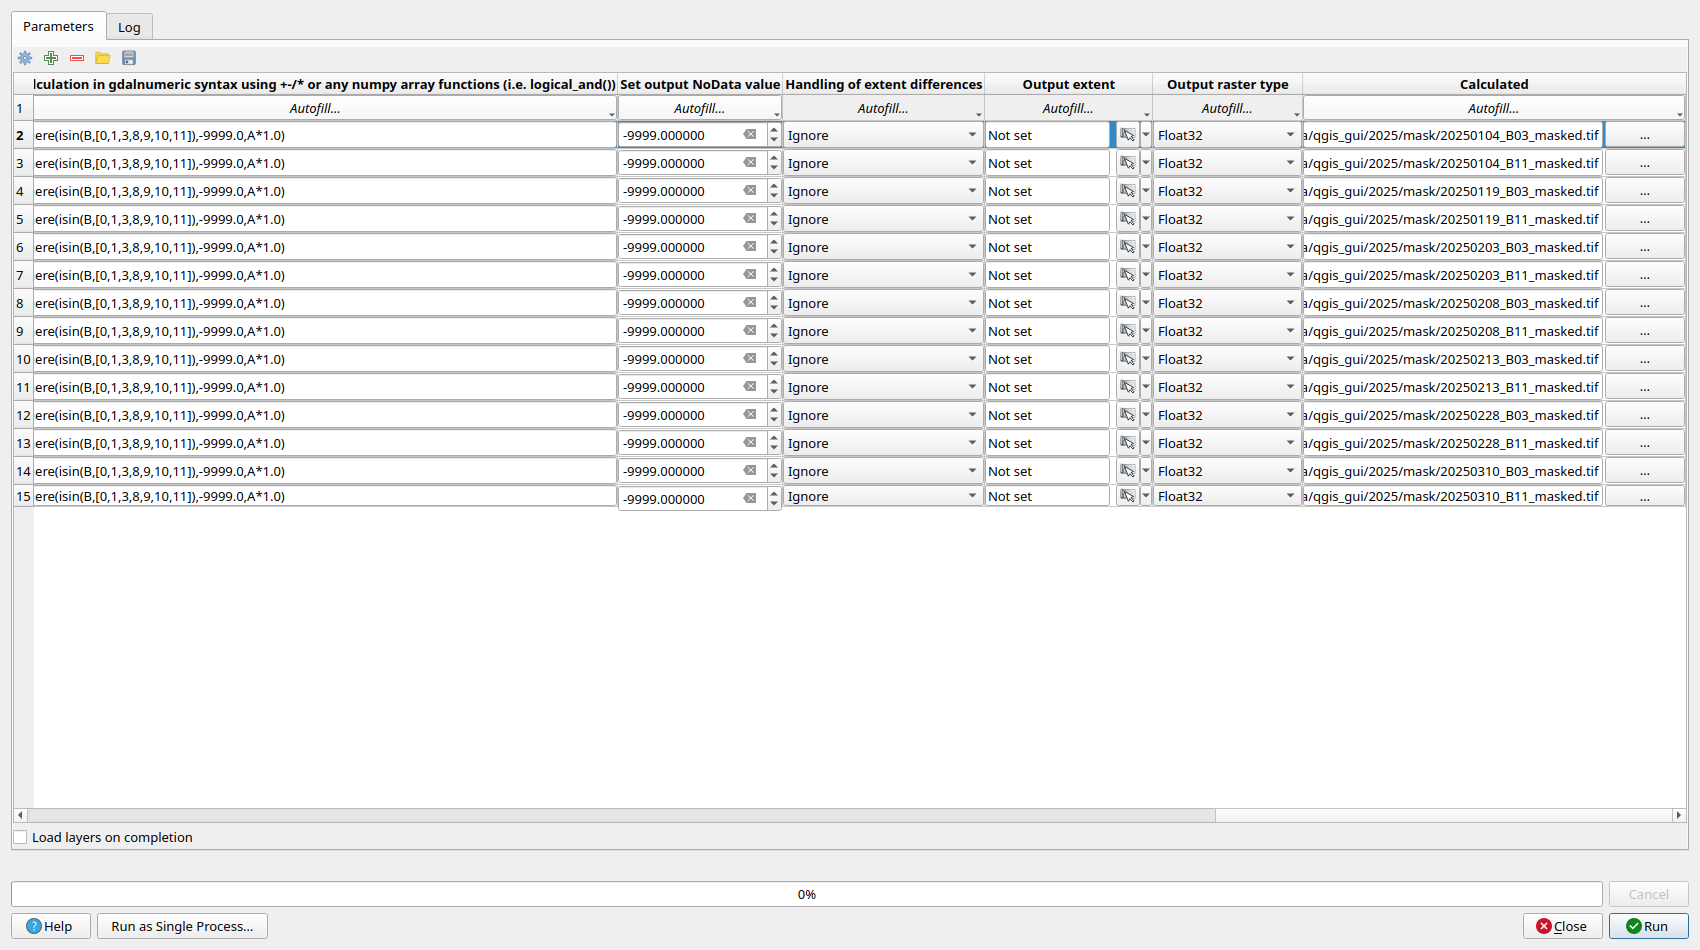 Parameters Log
lculation in gdalnumeric syntax using +-/* or any numpy array functions (i.e. logical_and()) Set output NoData value Handling of extent differences Output extent Output raster type Calculated
1 Autofill... Autofill... Autofill... Autofill... Autofill... Autofill...
2 ere(isin(B,[0,1,3,8,9,10,11]),-9999.0,A*1.0) -9999.000000 Ignore Not set Float32 a/qgis_gui/2025/mask/20250104_B03_masked.tif ...
3 ere(isin(B,[0,1,3,8,9,10,11]),-9999.0,A*1.0) -9999.000000 Ignore Not set Float32 a/qgis_gui/2025/mask/20250104_B11_masked.tif ...
4 ere(isin(B,[0,1,3,8,9,10,11]),-9999.0,A*1.0) -9999.000000 Ignore Not set Float32 a/qgis_gui/2025/mask/20250119_B03_masked.tif ...
5 ere(isin(B,[0,1,3,8,9,10,11]),-9999.0,A*1.0) -9999.000000 Ignore Not set Float32 a/qgis_gui/2025/mask/20250119_B11_masked.tif ...
6 ere(isin(B,[0,1,3,8,9,10,11]),-9999.0,A*1.0) -9999.000000 Ignore Not set Float32 a/qgis_gui/2025/mask/20250203_B03_masked.tif ...
7 ere(isin(B,[0,1,3,8,9,10,11]),-9999.0,A*1.0) -9999.000000 Ignore Not set Float32 a/qgis_gui/2025/mask/20250203_B11_masked.tif ...
8 ere(isin(B,[0,1,3,8,9,10,11]),-9999.0,A*1.0) -9999.000000 Ignore Not set Float32 a/qgis_gui/2025/mask/20250208_B03_masked.tif ...
9 ere(isin(B,[0,1,3,8,9,10,11]),-9999.0,A*1.0) -9999.000000 Ignore Not set Float32 a/qgis_gui/2025/mask/20250208_B11_masked.tif ...
10 ere(isin(B,[0,1,3,8,9,10,11]),-9999.0,A*1.0) -9999.000000 Ignore Not set Float32 a/qgis_gui/2025/mask/20250213_B03_masked.tif ...
11 ere(isin(B,[0,1,3,8,9,10,11]),-9999.0,A*1.0) -9999.000000 Ignore Not set Float32 a/qgis_gui/2025/mask/20250213_B11_masked.tif ...
12 ere(isin(B,[0,1,3,8,9,10,11]),-9999.0,A*1.0) -9999.000000 Ignore Not set Float32 a/qgis_gui/2025/mask/20250228_B03_masked.tif ...
13 ere(isin(B,[0,1,3,8,9,10,11]),-9999.0,A*1.0) -9999.000000 Ignore Not set Float32 a/qgis_gui/2025/mask/20250228_B11_masked.tif ...
14 ere(isin(B,[0,1,3,8,9,10,11]),-9999.0,A*1.0) -9999.000000 Ignore Not set Float32 a/qgis_gui/2025/mask/20250310_B03_masked.tif ...
15 ere(isin(B,[0,1,3,8,9,10,11]),-9999.0,A*1.0) -9999.000000 Ignore Not set Float32 a/qgis_gui/2025/mask/20250310_B11_masked.tif ...
Load layers on completion
0% Cancel
Help Run as Single Process... Close Run